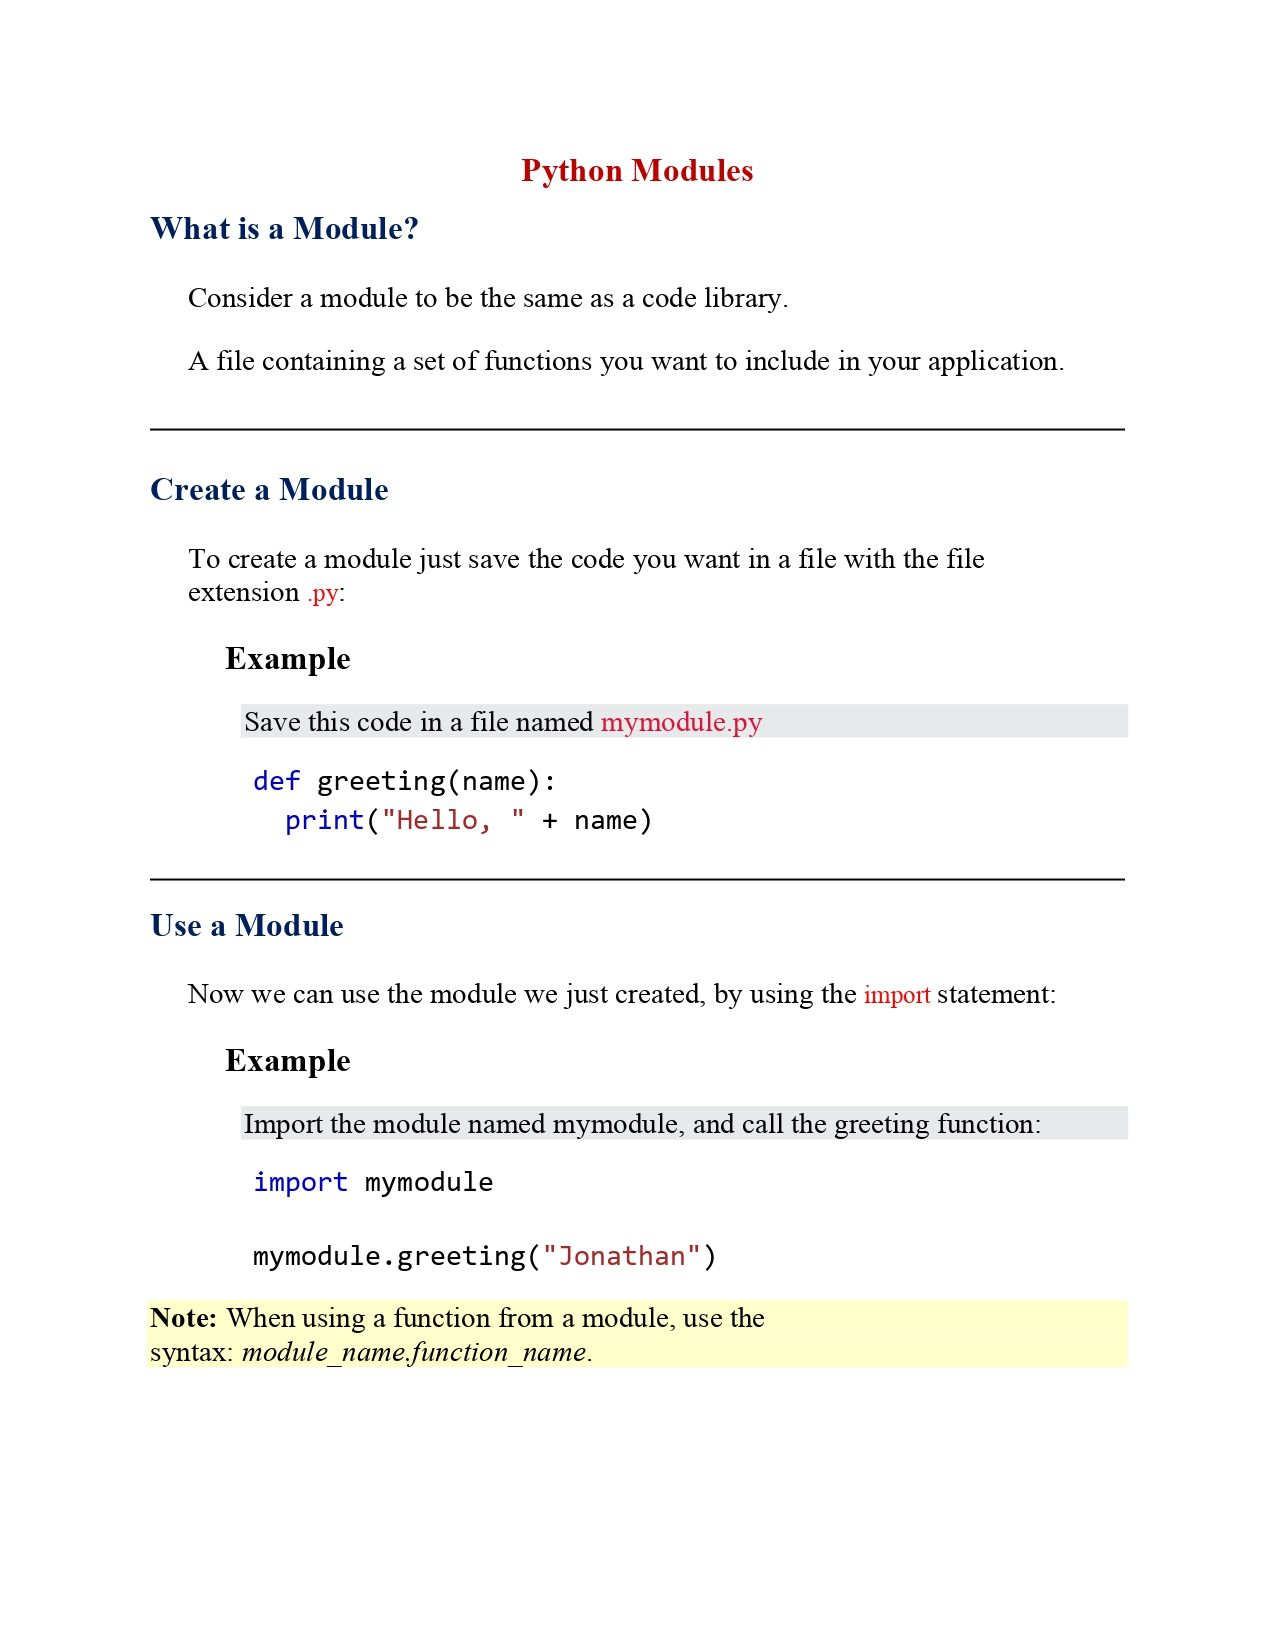 Python Modules
What is a Module?
Consider a module to be the same as a code library.
A file containing a set of functions you want to include in your application.
Create a Module
To create a module just save the code you want in a file with the file
extension .py:
Example
Save this code in a file named mymodule.py
def greeting(name):
  print("Hello, " + name)
Use a Module
Now we can use the module we just created, by using the import statement:
Example
Import the module named mymodule, and call the greeting function:
import mymodule
mymodule.greeting("Jonathan")
Note: When using a function from a module, use the
syntax: module_name.function_name.